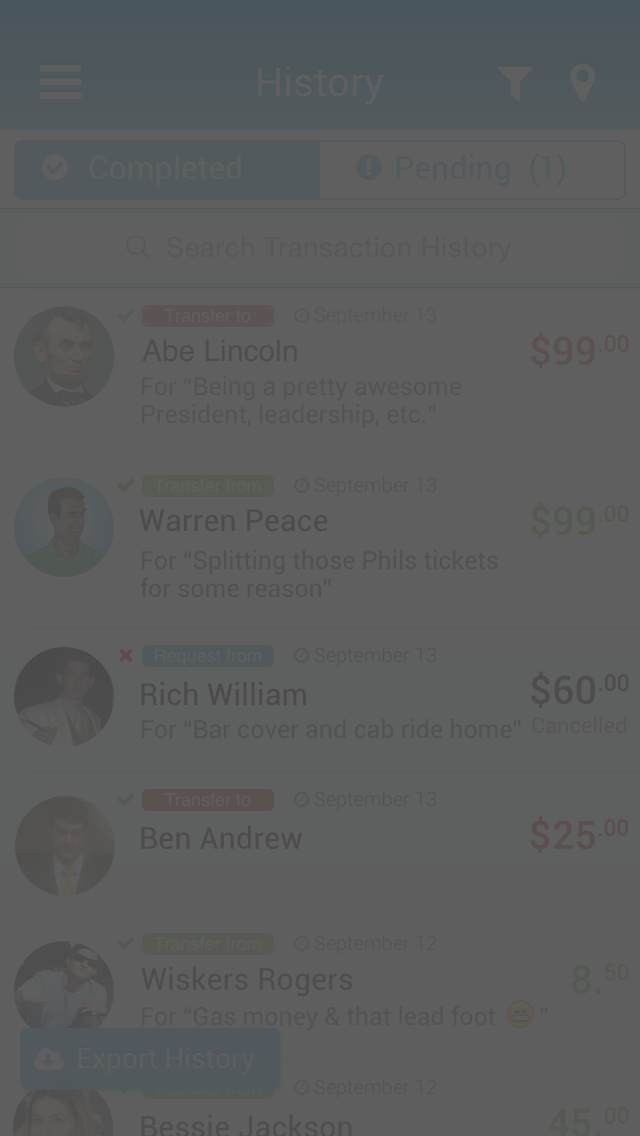 History
Completed
Pending (1)
Search Transaction History
Transfer to September 13
Abe Lincoln
$99.00
For “Being a pretty awesome
President, leadership, etc.”
Transfer from September 13
Warren Peace
$99.00
For “Splitting those Phils tickets
for some reason”
Request from September 13
Rich William
$60.00
For “Bar cover and cab ride home”
Cancelled
Transfer to September 13
Ben Andrew
$25.00
Transfer from September 12
Wiskers Rogers
8.50
For “Gas money & that lead foot 😁”
Export History
Transfer from September 12
Bessie Jackson
45.00